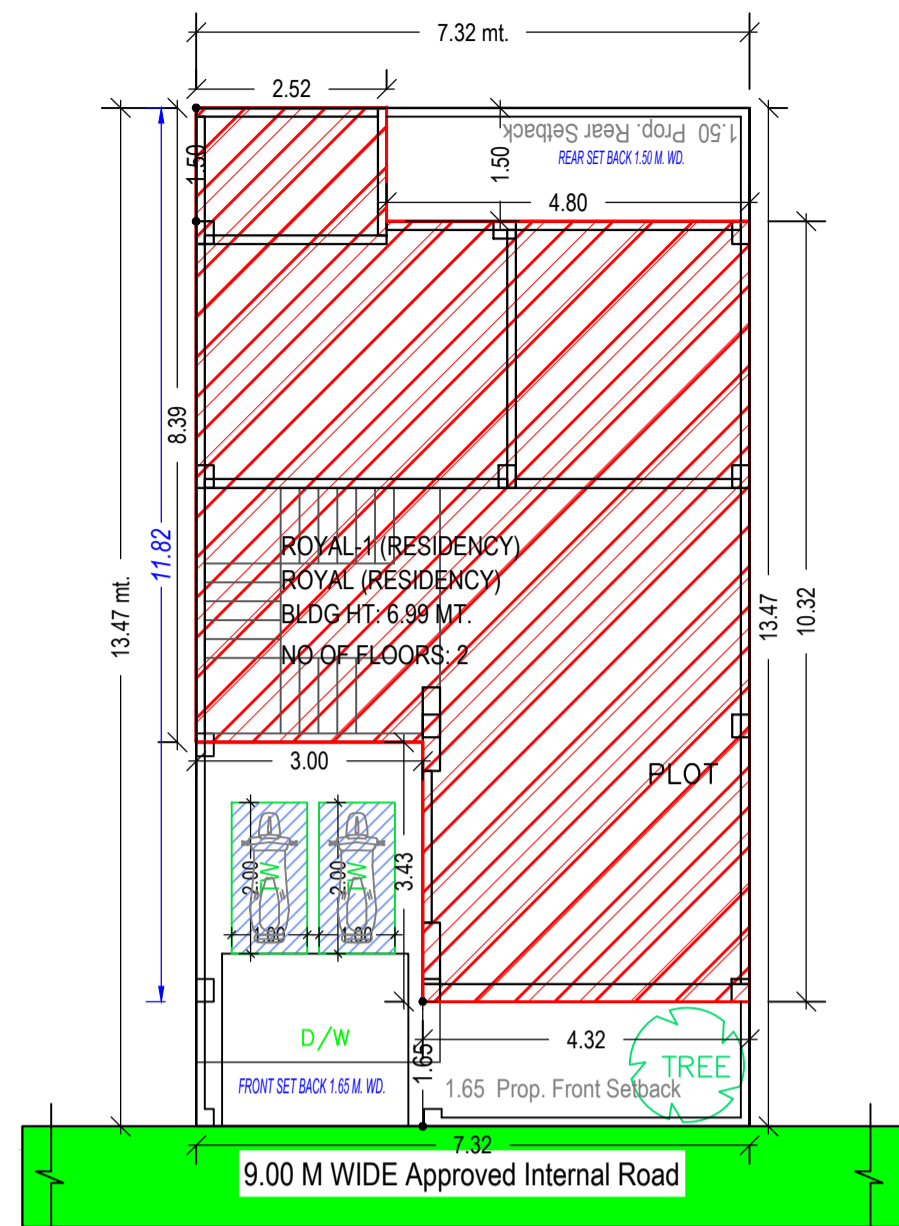 7.32 mt.
2.52
1.50 Prop. Rear Setback
REAR SET BACK 1.50 M. WD.
1.50
1.50
4.80
8.39
11.82
13.47 mt.
13.47
10.32
ROYAL-1 (RESIDENCY)
ROYAL (RESIDENCY)
BLDG HT: 6.99 MT.
NO OF FLOORS: 2
3.00
PLOT
2.00
2.00
3.43
1.00
1.00
D/W
FRONT SET BACK 1.65 M. WD.
1.65
4.32
TREE
1.65 Prop. Front Setback
7.32
9.00 M WIDE Approved Internal Road